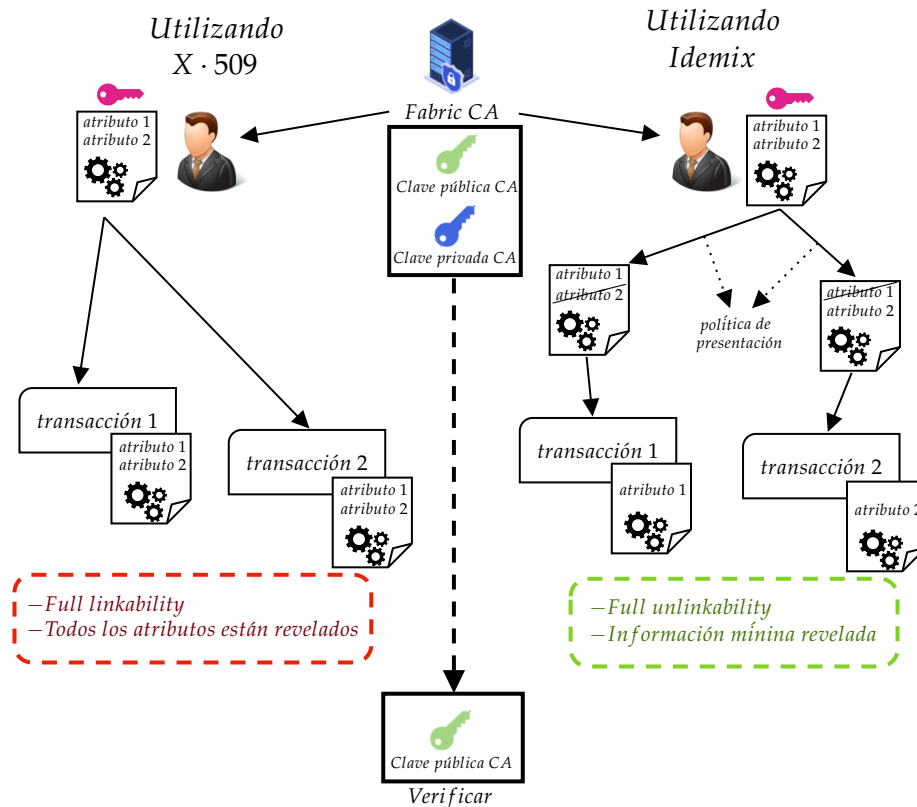 Utilizando
X · 509
Fabric CA
Utilizando
Idemix
atributo 1
atributo 2
Clave pública CA
Clave privada CA
atributo 1
atributo 2
atributo 1
atributo 2
política de
presentación
atributo 1
atributo 2
transacción 1
atributo 1
atributo 2
transacción 2
atributo 1
atributo 2
transacción 1
atributo 1
transacción 2
atributo 2
–Full linkability
–Todos los atributos están revelados
–Full unlinkability
–Información mínina revelada
Clave pública CA
Verificar